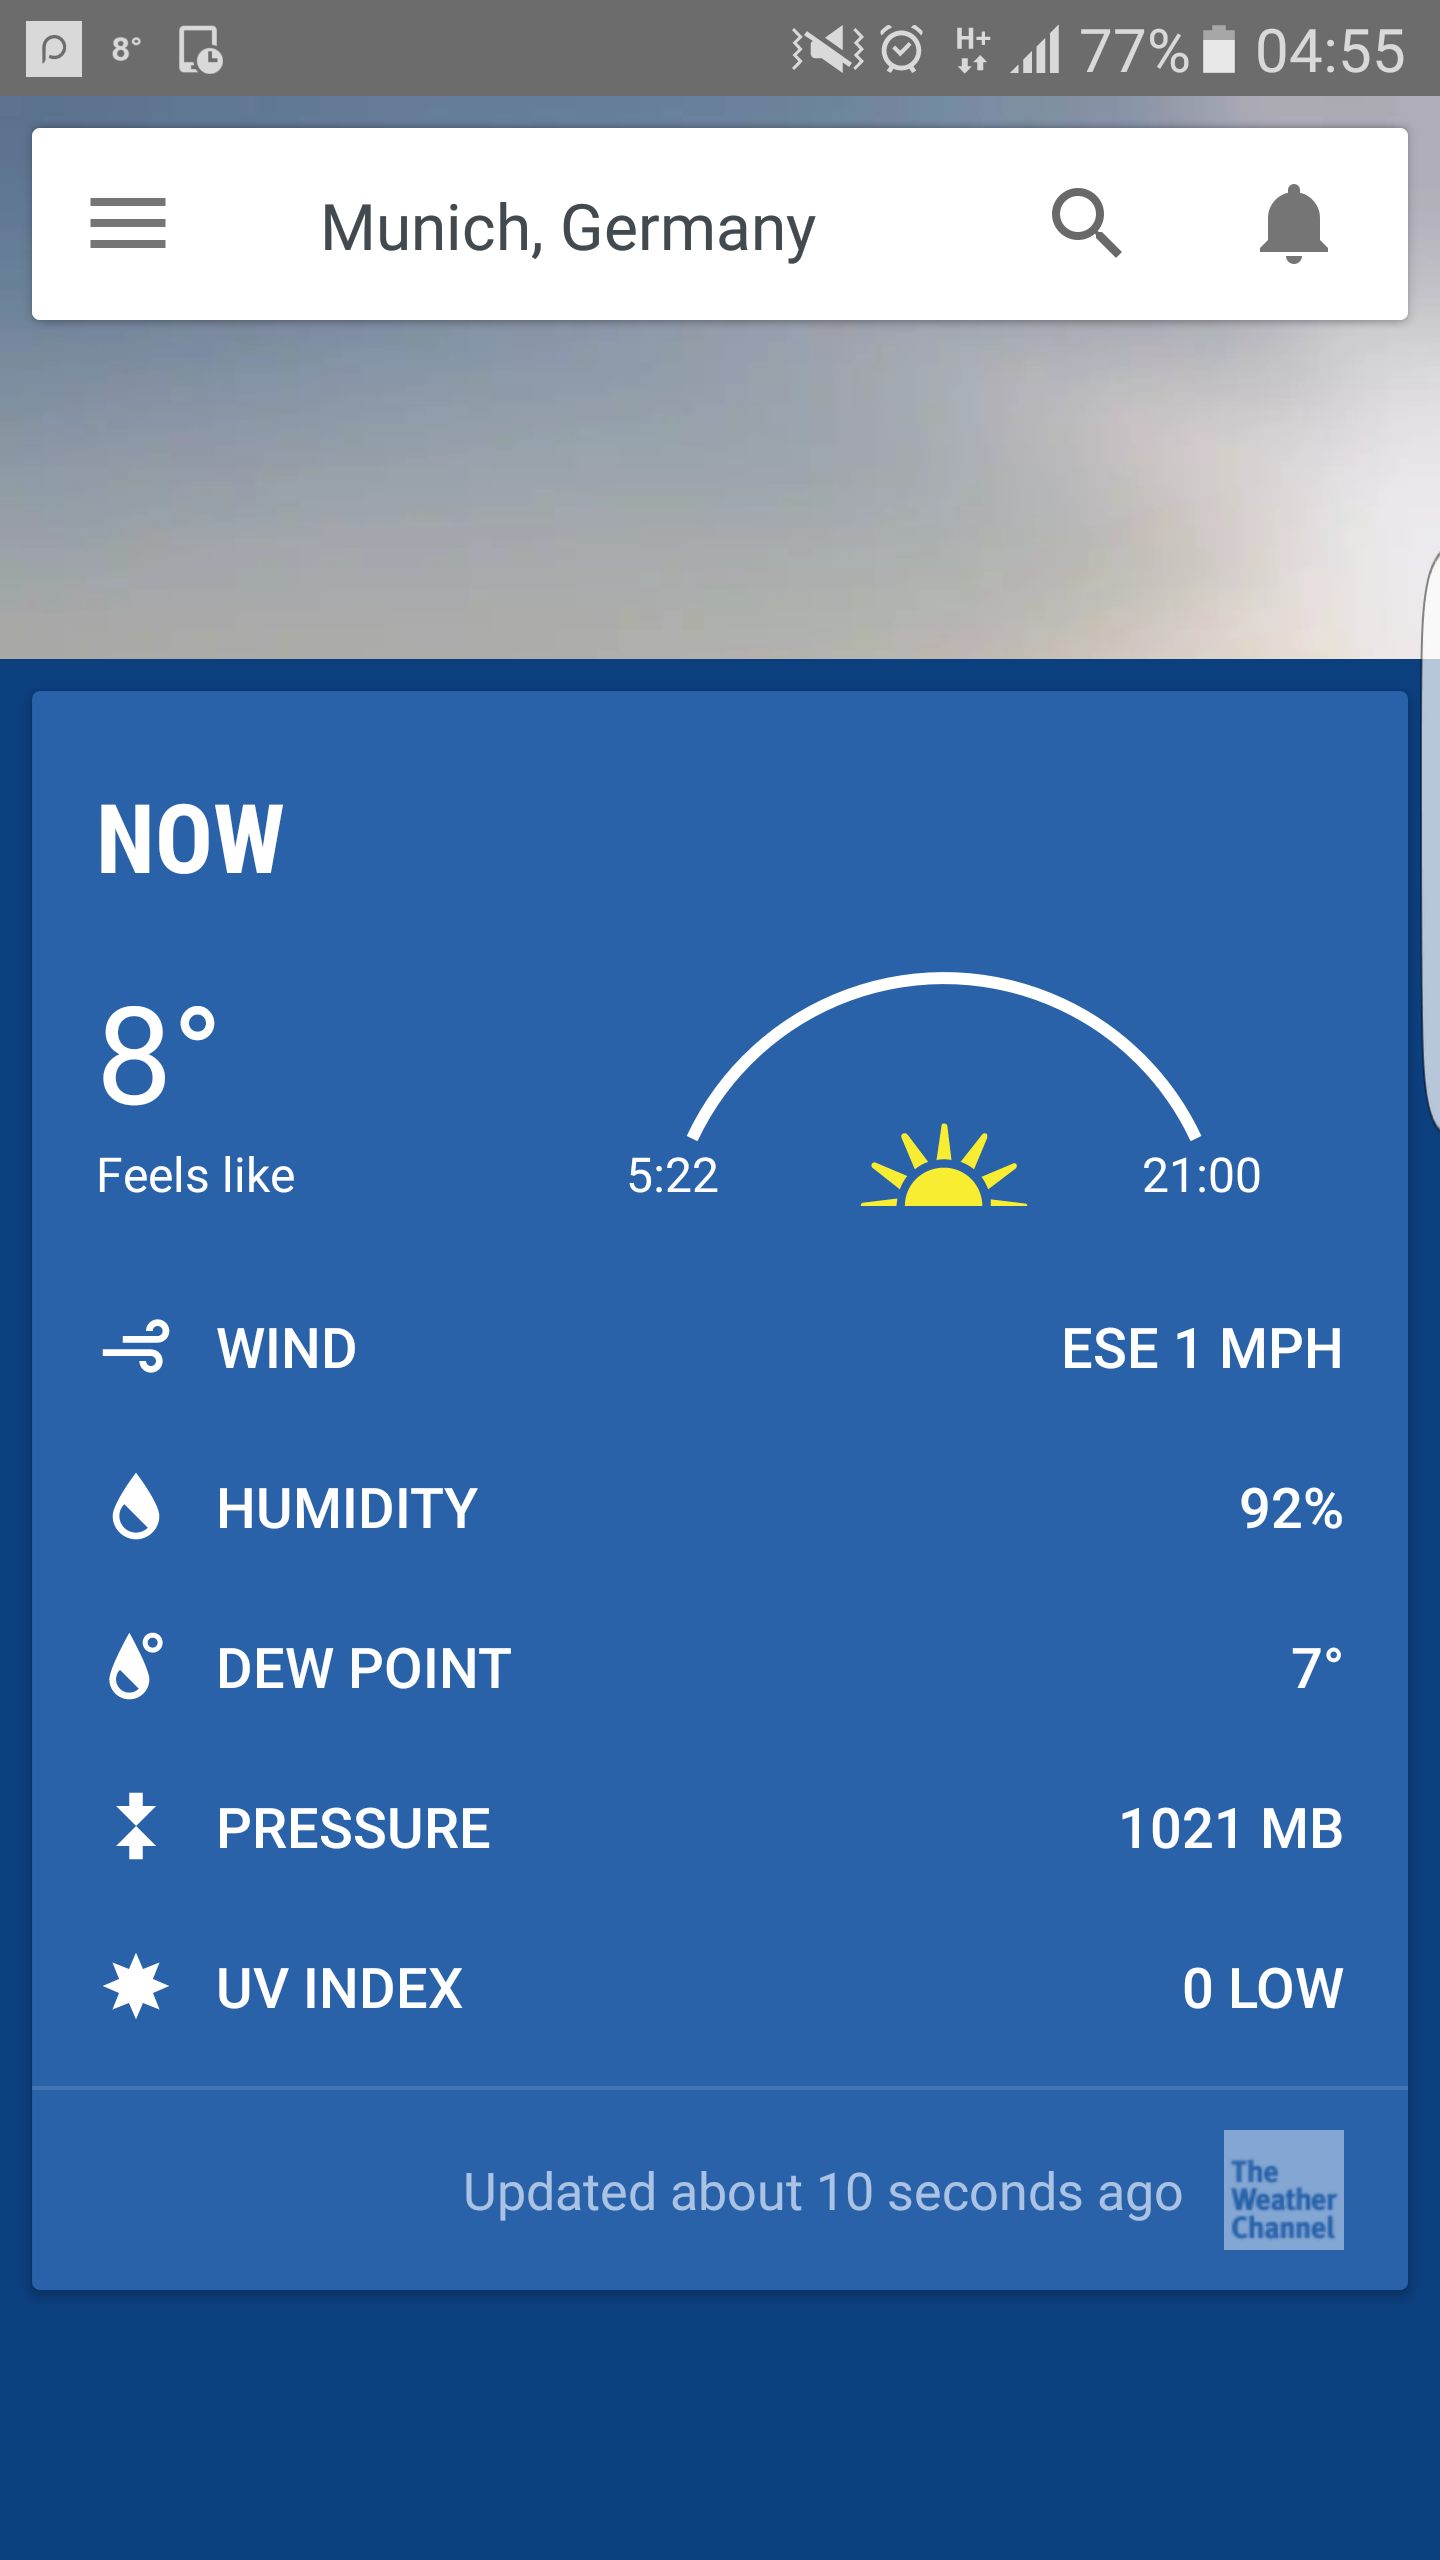 8°
H+
77%
04:55
Munich, Germany
NOW
8°
Feels like
5:22
21:00
WIND
ESE 1 MPH
HUMIDITY
92%
DEW POINT
7°
PRESSURE
1021 MB
UV INDEX
0 LOW
Updated about 10 seconds ago
The
Weather
Channel